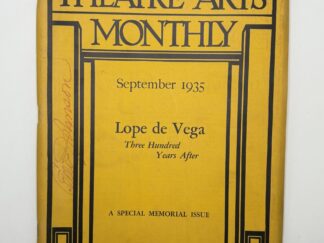 THEATRE ARTS
MONTHLY
September 1935
Lope de Vega
Three Hundred
Years After
A SPECIAL MEMORIAL ISSUE